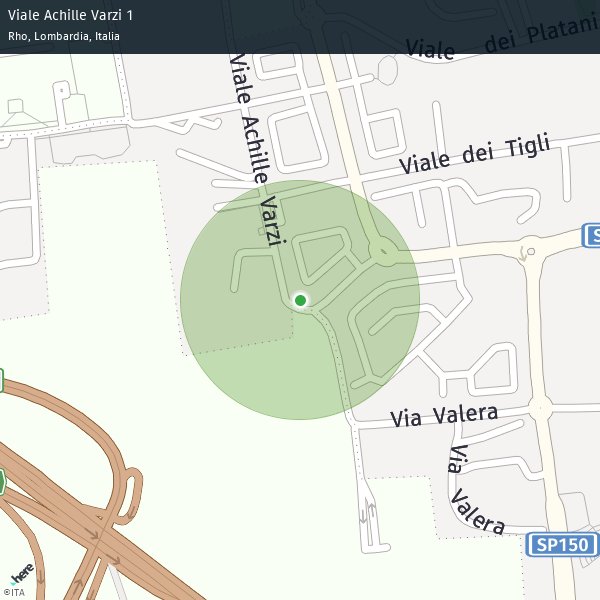 Viale Achille Varzi 1
Rho, Lombardia, Italia
Viale dei Platani
Viale Achille Varzi
Viale dei Tigli
S
Via Valera
Via Valera
SP150
here
©ITA